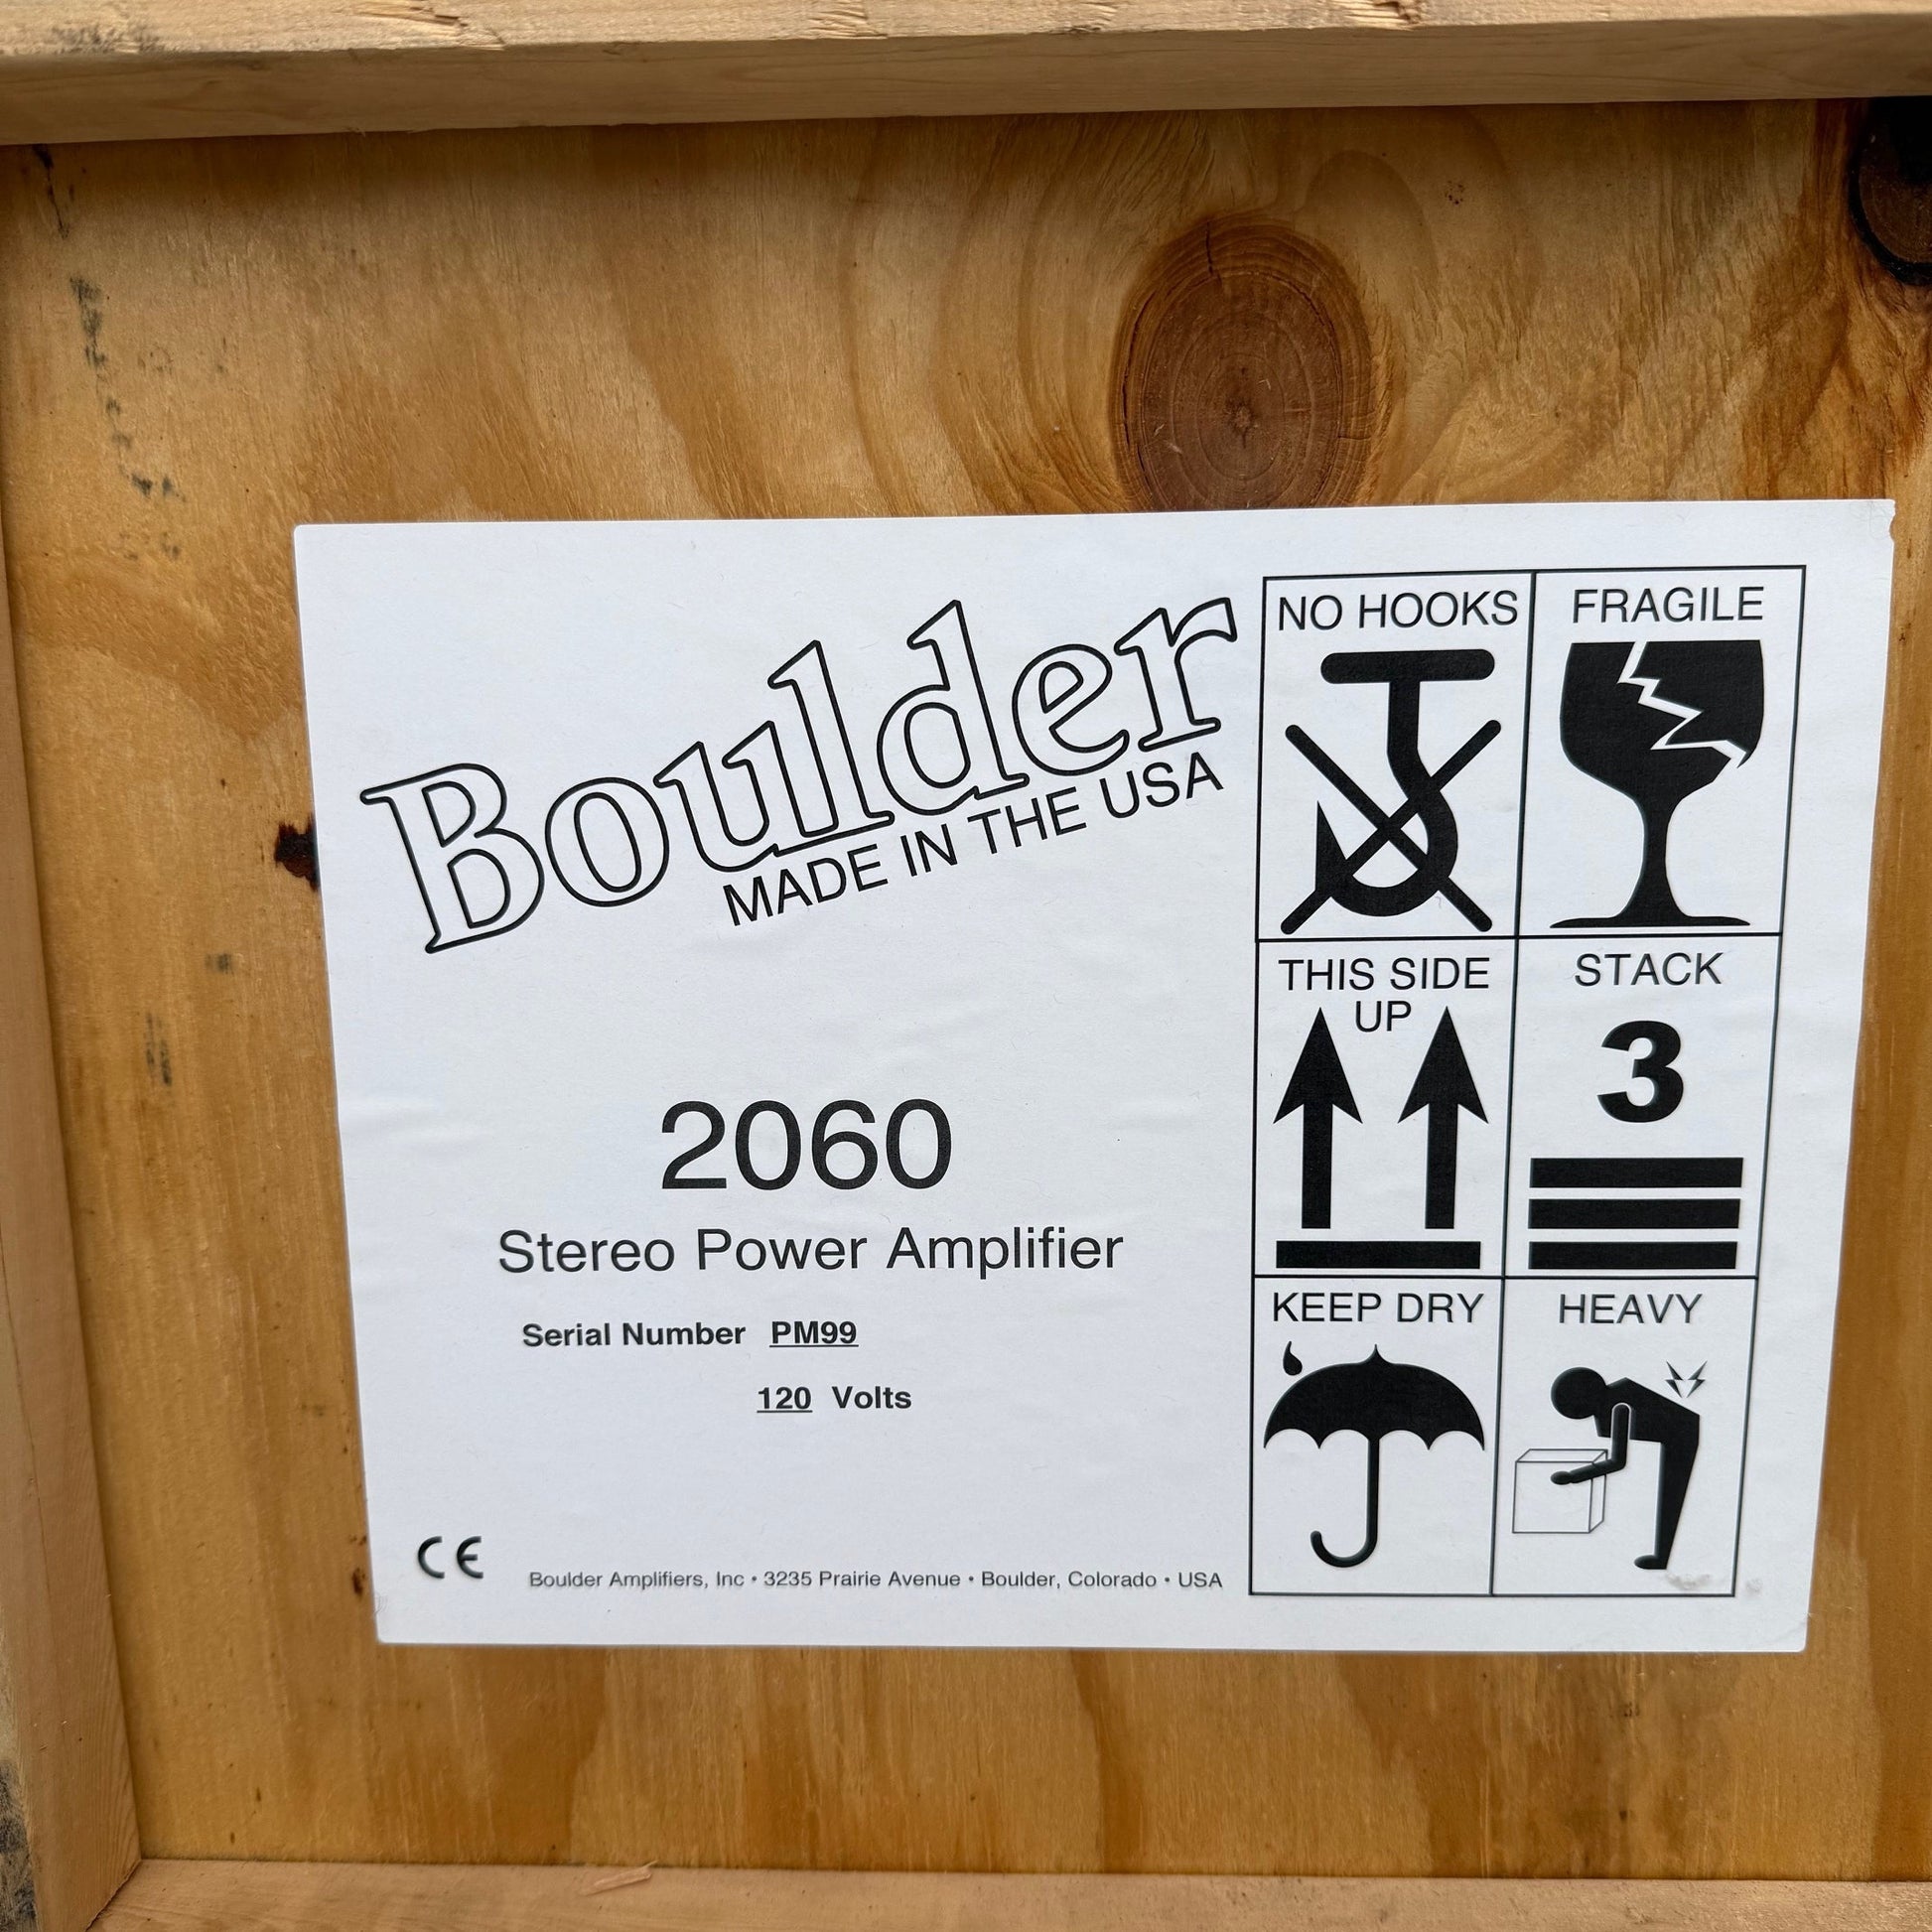 Boulder
MADE IN THE USA
2060
Stereo Power Amplifier
Serial Number PM99
120 Volts
CE
Boulder Amplifiers, Inc • 3235 Prairie Avenue • Boulder, Colorado • USA
NO HOOKS
FRAGILE
THIS SIDE
UP
STACK
3
KEEP DRY
HEAVY